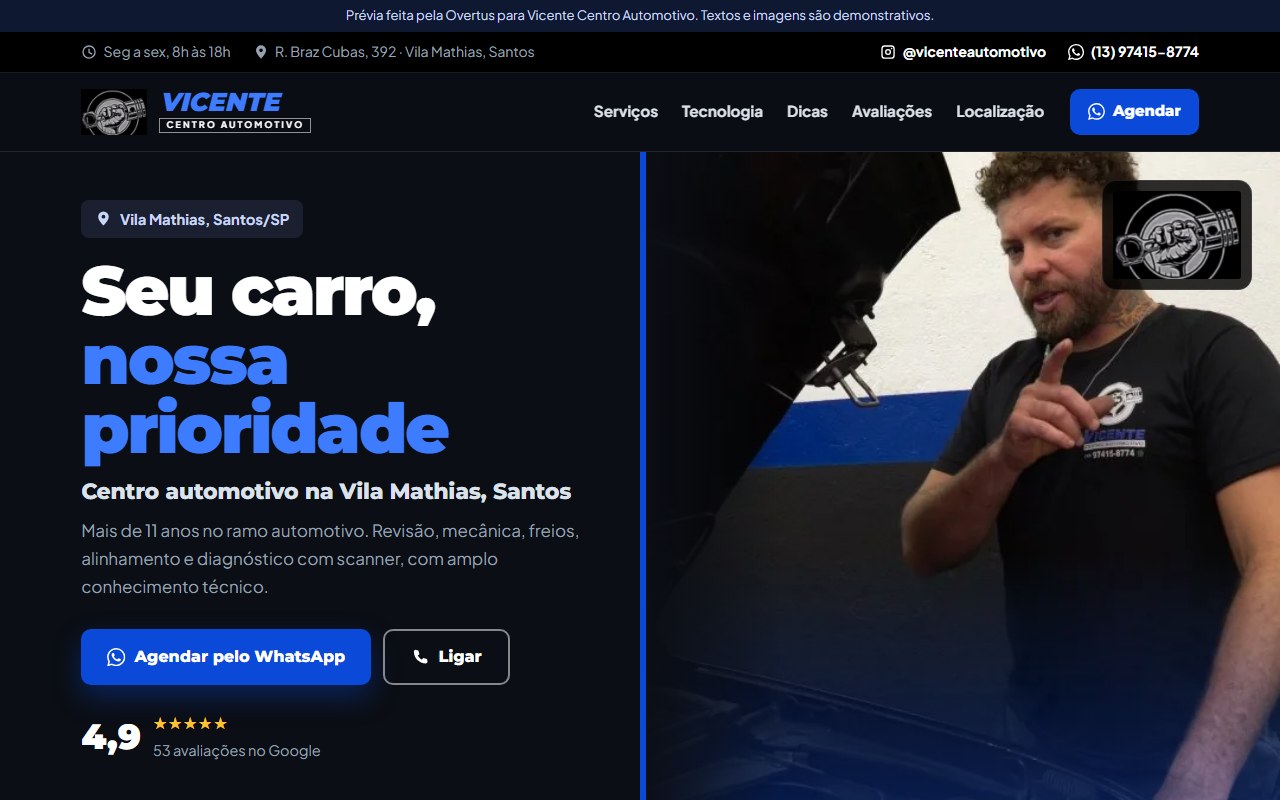 Prévia feita pela Overtus para Vicente Centro Automotivo. Textos e imagens são demonstrativos.
Seg a sex, 8h às 18h
R. Braz Cubas, 392 · Vila Mathias, Santos
@vicenteautomotivo
(13) 97415-8774
VICENTE
CENTRO AUTOMOTIVO
Serviços
Tecnologia
Dicas
Avaliações
Localização
Agendar
Vila Mathias, Santos/SP
Seu carro,
nossa
prioridade
Centro automotivo na Vila Mathias, Santos
Mais de 11 anos no ramo automotivo. Revisão, mecânica, freios,
alinhamento e diagnóstico com scanner, com amplo
conhecimento técnico.
Agendar pelo WhatsApp
Ligar
4,9
★★★★★
53 avaliações no Google
VICENTE
97415-8774